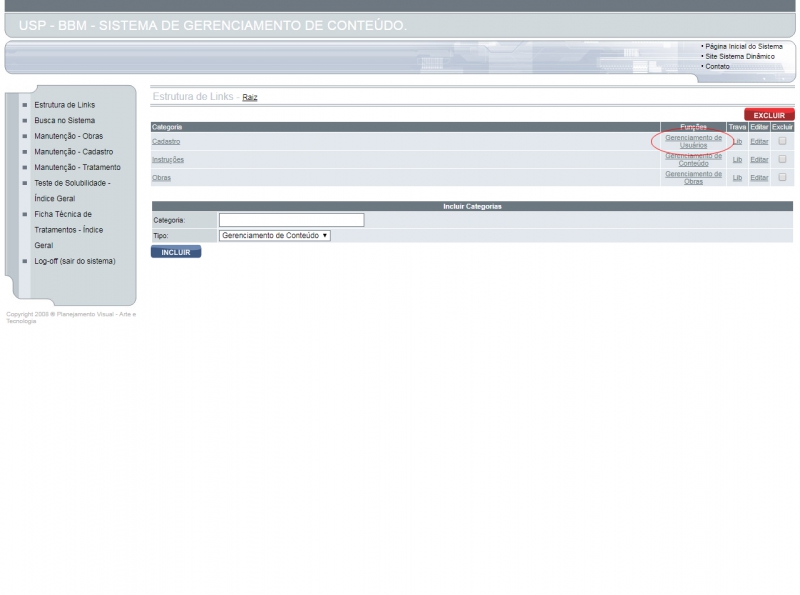 USP - BBM - SISTEMA DE GERENCIAMENTO DE CONTEÚDO.
• Página Inicial do Sistema
• Site Sistema Dinâmico
• Contato
Estrutura de Links
Busca no Sistema
Manutenção - Obras
Manutenção - Cadastro
Manutenção - Tratamento
Teste de Solubilidade -
Índice Geral
Ficha Técnica de
Tratamentos - Índice
Geral
Log-off (sair do sistema)
Copyright 2008 ® Planejamento Visual - Arte e
Tecnologia
Estrutura de Links - Raiz
EXCLUIR
Categoria Funções Trava Editar Excluir
Cadastro Gerenciamento de Usuários Lib Editar
Instruções Gerenciamento de Conteúdo Lib Editar
Obras Gerenciamento de Obras Lib Editar
Incluir Categorias
Categoria:
Tipo: Gerenciamento de Conteúdo
INCLUIR